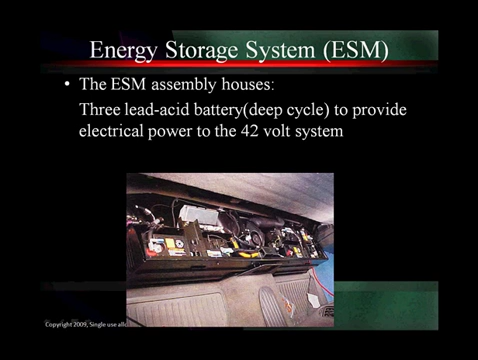 Energy Storage System (ESM)
• The ESM assembly houses:
Three lead-acid battery(deep cycle) to provide
electrical power to the 42 volt system
Copyright 2009, Single use